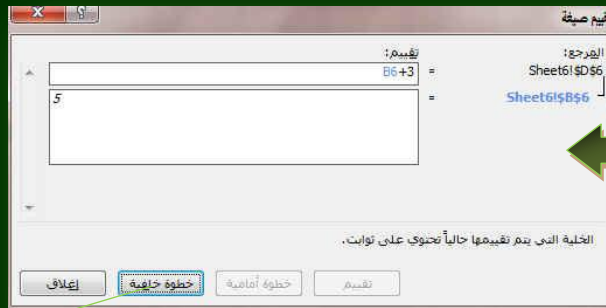 تقييم صيغة
المرجع:
تقييم:
Sheet6!$D$6 = B6+3
Sheet6!$B$6 = 5
الخلية التي يتم تقييمها حالياً تحتوي على ثوابت.
تقييم
خطوة أمامية
خطوة خلفية
إغلاق